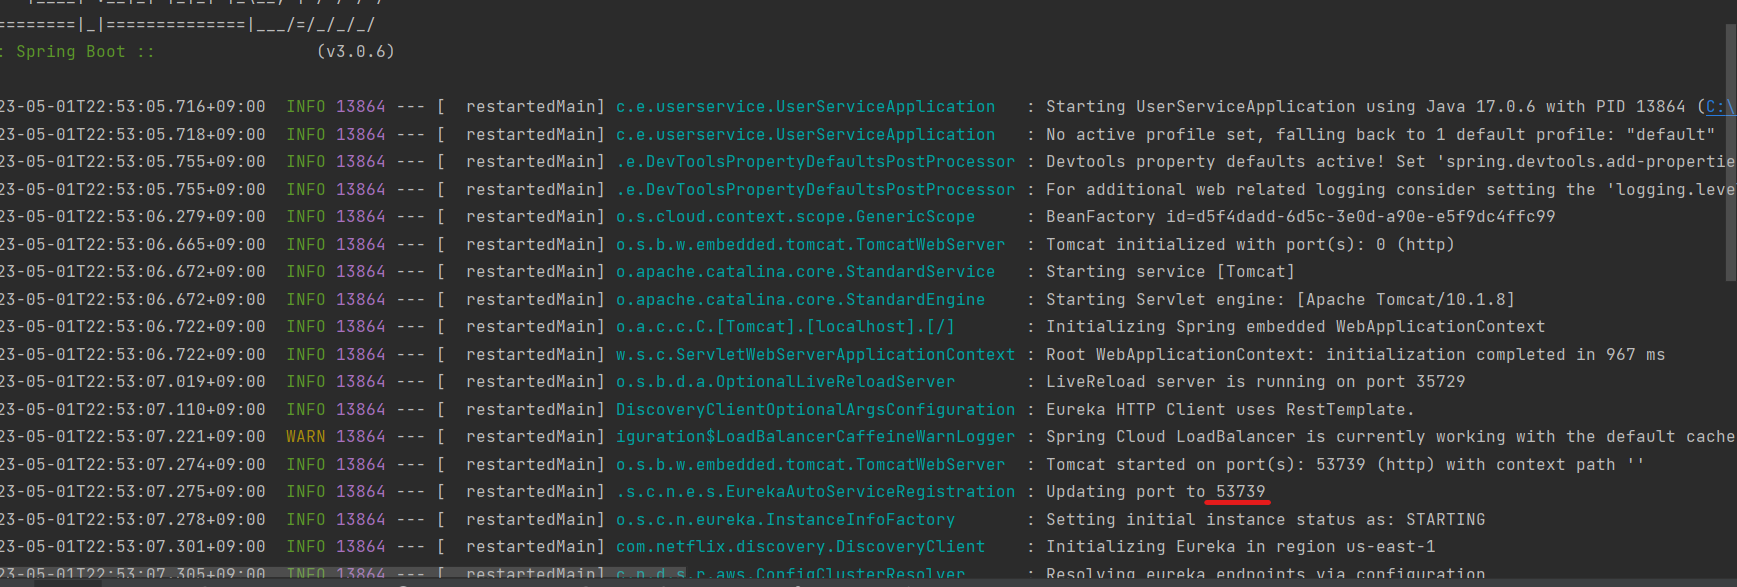 ========|_|==============|___/=/_/_/_/
: Spring Boot ::                (v3.0.6)
23-05-01T22:53:05.716+09:00  INFO 13864 --- [  restartedMain] c.e.userservice.UserServiceApplication   : Starting UserServiceApplication using Java 17.0.6 with PID 13864 (C:\
23-05-01T22:53:05.718+09:00  INFO 13864 --- [  restartedMain] c.e.userservice.UserServiceApplication   : No active profile set, falling back to 1 default profile: "default"
23-05-01T22:53:05.755+09:00  INFO 13864 --- [  restartedMain] .e.DevToolsPropertyDefaultsPostProcessor : Devtools property defaults active! Set 'spring.devtools.add-propertie
23-05-01T22:53:05.755+09:00  INFO 13864 --- [  restartedMain] .e.DevToolsPropertyDefaultsPostProcessor : For additional web related logging consider setting the 'logging.leve
23-05-01T22:53:06.279+09:00  INFO 13864 --- [  restartedMain] o.s.cloud.context.scope.GenericScope     : BeanFactory id=d5f4dadd-6d5c-3e0d-a90e-e5f9dc4ffc99
23-05-01T22:53:06.665+09:00  INFO 13864 --- [  restartedMain] o.s.b.w.embedded.tomcat.TomcatWebServer  : Tomcat initialized with port(s): 0 (http)
23-05-01T22:53:06.672+09:00  INFO 13864 --- [  restartedMain] o.apache.catalina.core.StandardService   : Starting service [Tomcat]
23-05-01T22:53:06.672+09:00  INFO 13864 --- [  restartedMain] o.apache.catalina.core.StandardEngine    : Starting Servlet engine: [Apache Tomcat/10.1.8]
23-05-01T22:53:06.722+09:00  INFO 13864 --- [  restartedMain] o.a.c.c.C.[Tomcat].[localhost].[/]       : Initializing Spring embedded WebApplicationContext
23-05-01T22:53:06.722+09:00  INFO 13864 --- [  restartedMain] w.s.c.ServletWebServerApplicationContext : Root WebApplicationContext: initialization completed in 967 ms
23-05-01T22:53:07.019+09:00  INFO 13864 --- [  restartedMain] o.s.b.d.a.OptionalLiveReloadServer       : LiveReload server is running on port 35729
23-05-01T22:53:07.110+09:00  INFO 13864 --- [  restartedMain] DiscoveryClientOptionalArgsConfiguration : Eureka HTTP Client uses RestTemplate.
23-05-01T22:53:07.221+09:00  WARN 13864 --- [  restartedMain] iguration$LoadBalancerCaffeineWarnLogger : Spring Cloud LoadBalancer is currently working with the default cache
23-05-01T22:53:07.274+09:00  INFO 13864 --- [  restartedMain] o.s.b.w.embedded.tomcat.TomcatWebServer  : Tomcat started on port(s): 53739 (http) with context path ''
23-05-01T22:53:07.275+09:00  INFO 13864 --- [  restartedMain] .s.c.n.e.s.EurekaAutoServiceRegistration : Updating port to 53739
23-05-01T22:53:07.278+09:00  INFO 13864 --- [  restartedMain] o.s.c.n.eureka.InstanceInfoFactory       : Setting initial instance status as: STARTING
23-05-01T22:53:07.301+09:00  INFO 13864 --- [  restartedMain] com.netflix.discovery.DiscoveryClient    : Initializing Eureka in region us-east-1
23-05-01T22:53:07.305+09:00  INFO 13864 --- [  restartedMain] c.n.d.s.r.aws.ConfigClusterResolver      : Resolving eureka endpoints via configuration